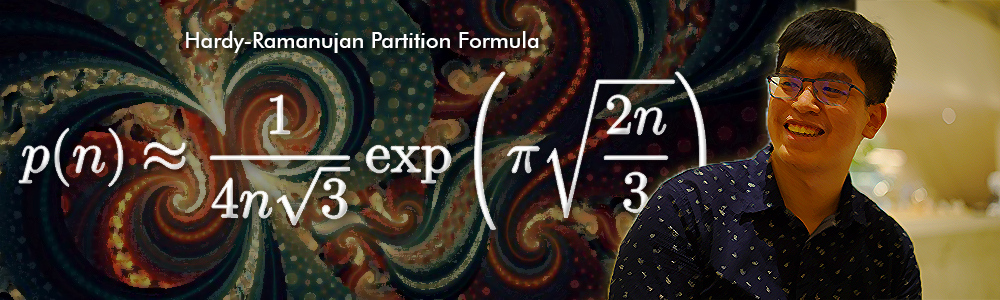 Hardy-Ramanujan Partition Formula
p(n) ≈ 1/(4n√3) exp(π√(2n/3))